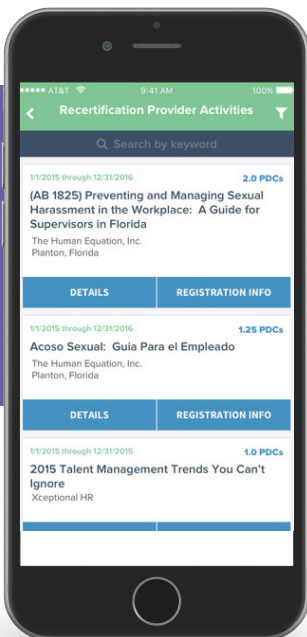 AT&T 9:41 AM 100%
Recertification Provider Activities
Search by keyword
1/1/2015 through 12/31/2016 2.0 PDCs
(AB 1825) Preventing and Managing Sexual
Harassment in the Workplace: A Guide for
Supervisors in Florida
The Human Equation, Inc.
Planton, Florida
DETAILS REGISTRATION INFO
1/1/2015 through 12/31/2016 1.25 PDCs
Acoso Sexual: Guia Para el Empleado
The Human Equation, Inc.
Planton, Florida
DETAILS REGISTRATION INFO
1/1/2015 through 12/31/2015 1.0 PDCs
2015 Talent Management Trends You Can't
Ignore
Xceptional HR